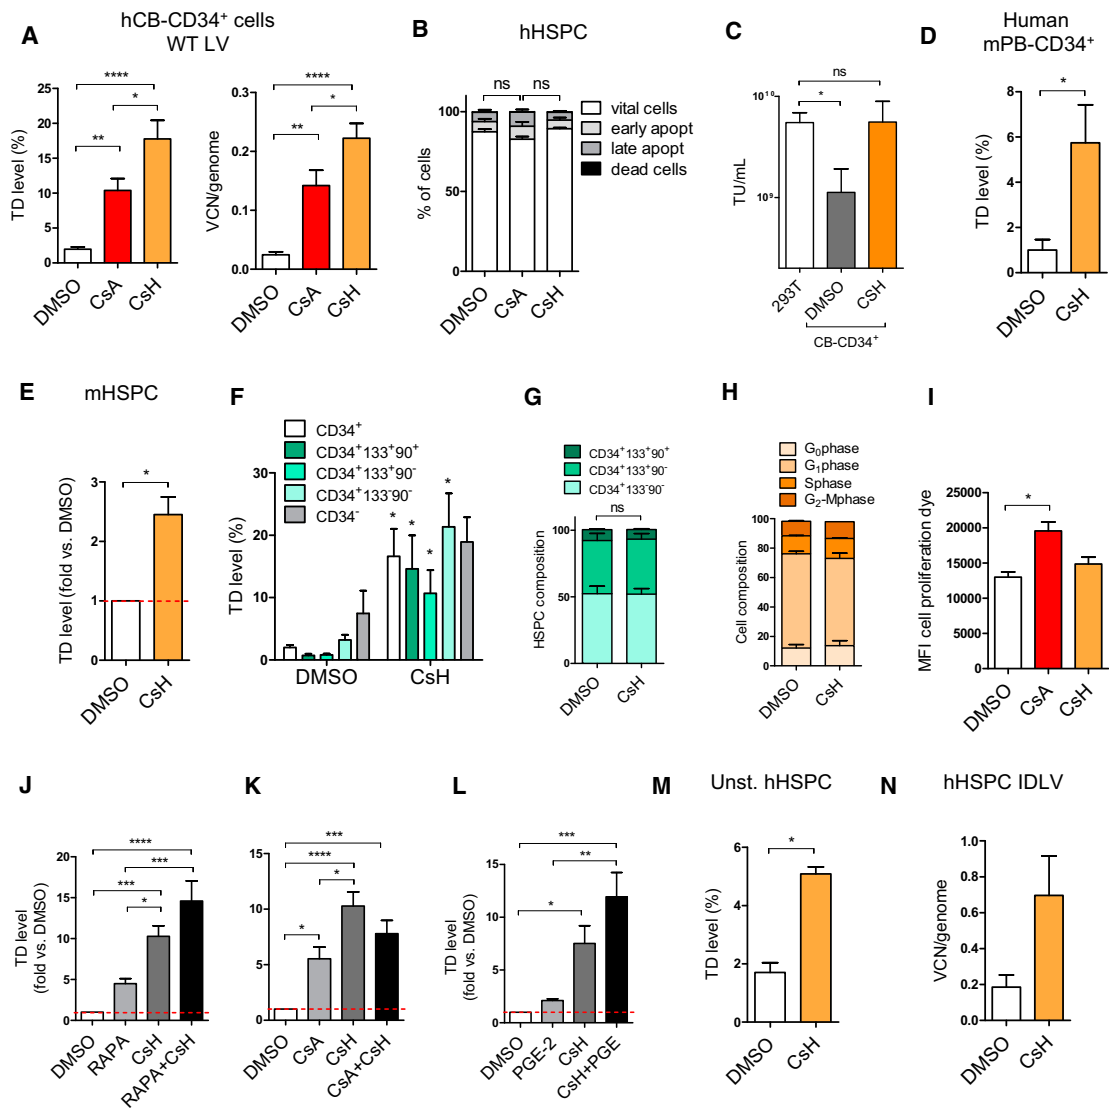 A
hCB-CD34⁺ cells
WT LV
TD level (%)
25
20
15
10
5
0
****
*
**
DMSO
CsA
CsH
VCN/genome
0.3
0.2
0.1
0.0
****
*
**
DMSO
CsA
CsH
B
hHSPC
% of cells
100
50
0
ns
ns
vital cells
early apopt
late apopt
dead cells
DMSO
CsA
CsH
C
TU/mL
10¹⁰
10⁹
ns
*
293T
DMSO
CSH
CB-CD34⁺
D
Human
mPB-CD34⁺
TD level (%)
8
6
4
2
0
*
DMSO
CsH
E
mHSPC
TD level (fold vs. DMSO)
3
2
1
0
*
DMSO
CsH
F
CD34⁺
CD34⁺133⁺90⁺
CD34⁺133⁺90⁻
CD34⁺133⁻90⁻
CD34⁻
TD level (%)
30
20
10
0
*
*
*
*
DMSO
CsH
G
CD34⁺133⁺90⁺
CD34⁺133⁺90⁻
CD34⁺133⁻90⁻
HSPC composition
100
50
0
ns
DMSO
CsH
H
G₀phase
G₁phase
Sphase
G₂-Mphase
Cell composition
100
80
60
40
20
0
DMSO
CsH
I
MFI cell proliferation dye
25000
20000
15000
10000
5000
0
*
DMSO
CsA
CsH
J
TD level
(fold vs. DMSO)
20
15
10
5
0
****
***
***
*
DMSO
RAPA
CsH
RAPA+CsH
K
15
10
5
0
***
****
*
*
DMSO
CsA
CsH
CsA+CsH
L
TD level
(fold vs. DMSO)
15
10
5
0
***
**
*
DMSO
PGE-2
CsH
CsH+PGE
M
Unst. hHSPC
TD level (%)
6
4
2
0
*
DMSO
CsH
N
hHSPC IDLV
VCN/genome
1.0
0.8
0.6
0.4
0.2
0.0
DMSO
CsH